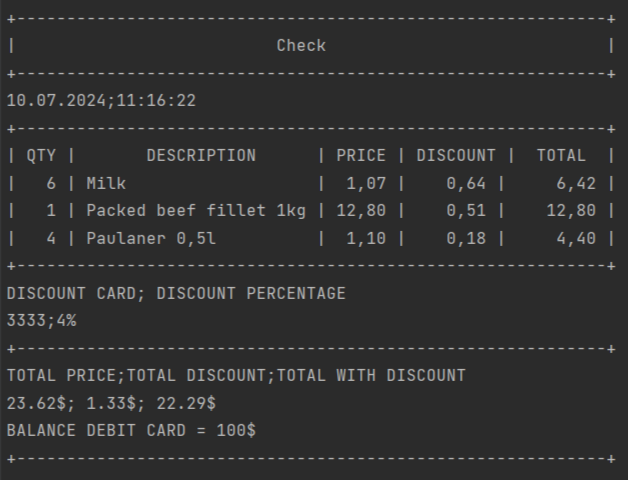 +------------------------------------------------------------+
|                           Check                            |
+------------------------------------------------------------+
10.07.2024;11:16:22
+------------------------------------------------------------+
| QTY |       DESCRIPTION      | PRICE | DISCOUNT |  TOTAL  |
|   6 | Milk                   |  1,07 |    0,64 |     6,42 |
|   1 | Packed beef fillet 1kg | 12,80 |    0,51 |    12,80 |
|   4 | Paulaner 0,5l          |  1,10 |    0,18 |     4,40 |
+------------------------------------------------------------+
DISCOUNT CARD; DISCOUNT PERCENTAGE
3333;4%
+------------------------------------------------------------+
TOTAL PRICE;TOTAL DISCOUNT;TOTAL WITH DISCOUNT
23.62$; 1.33$; 22.29$
BALANCE DEBIT CARD = 100$
+------------------------------------------------------------+